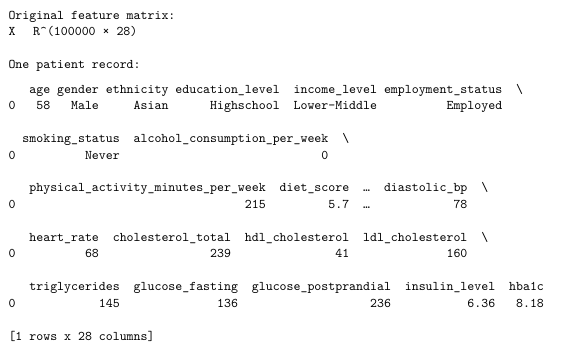 Original feature matrix:
X  R^(100000 × 28)
One patient record:
age gender ethnicity education_level income_level employment_status \
0 58 Male Asian Highschool Lower-Middle Employed
smoking_status alcohol_consumption_per_week \
0 Never 0
physical_activity_minutes_per_week diet_score … diastolic_bp \
0 215 5.7 … 78
heart_rate cholesterol_total hdl_cholesterol ldl_cholesterol \
0 68 239 41 160
triglycerides glucose_fasting glucose_postprandial insulin_level hba1c
0 145 136 236 6.36 8.18
[1 rows x 28 columns]